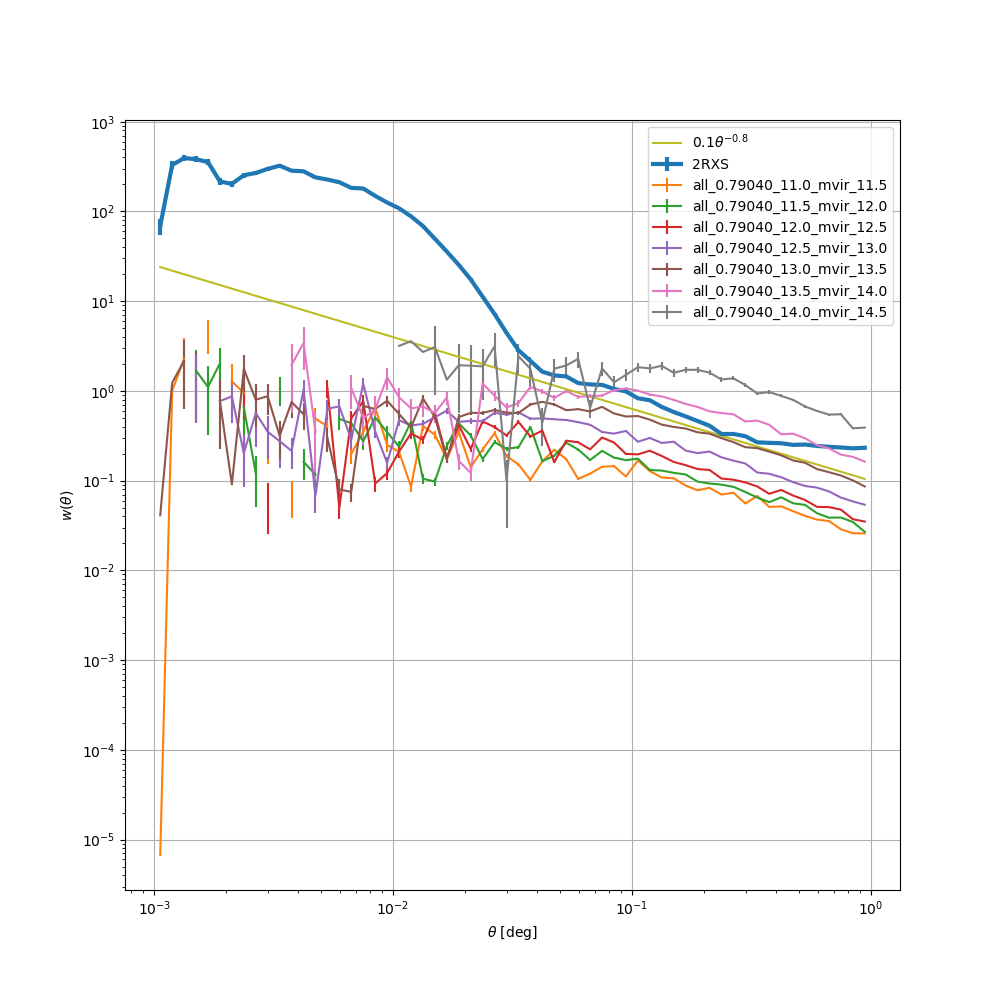 10³
10²
10¹
10⁰
10⁻¹
10⁻²
10⁻³
10⁻⁴
10⁻⁵
w(θ)
0.1θ^−0.8
2RXS
all_0.79040_11.0_mvir_11.5
all_0.79040_11.5_mvir_12.0
all_0.79040_12.0_mvir_12.5
all_0.79040_12.5_mvir_13.0
all_0.79040_13.0_mvir_13.5
all_0.79040_13.5_mvir_14.0
all_0.79040_14.0_mvir_14.5
10⁻³ 10⁻² 10⁻¹ 10⁰
θ [deg]